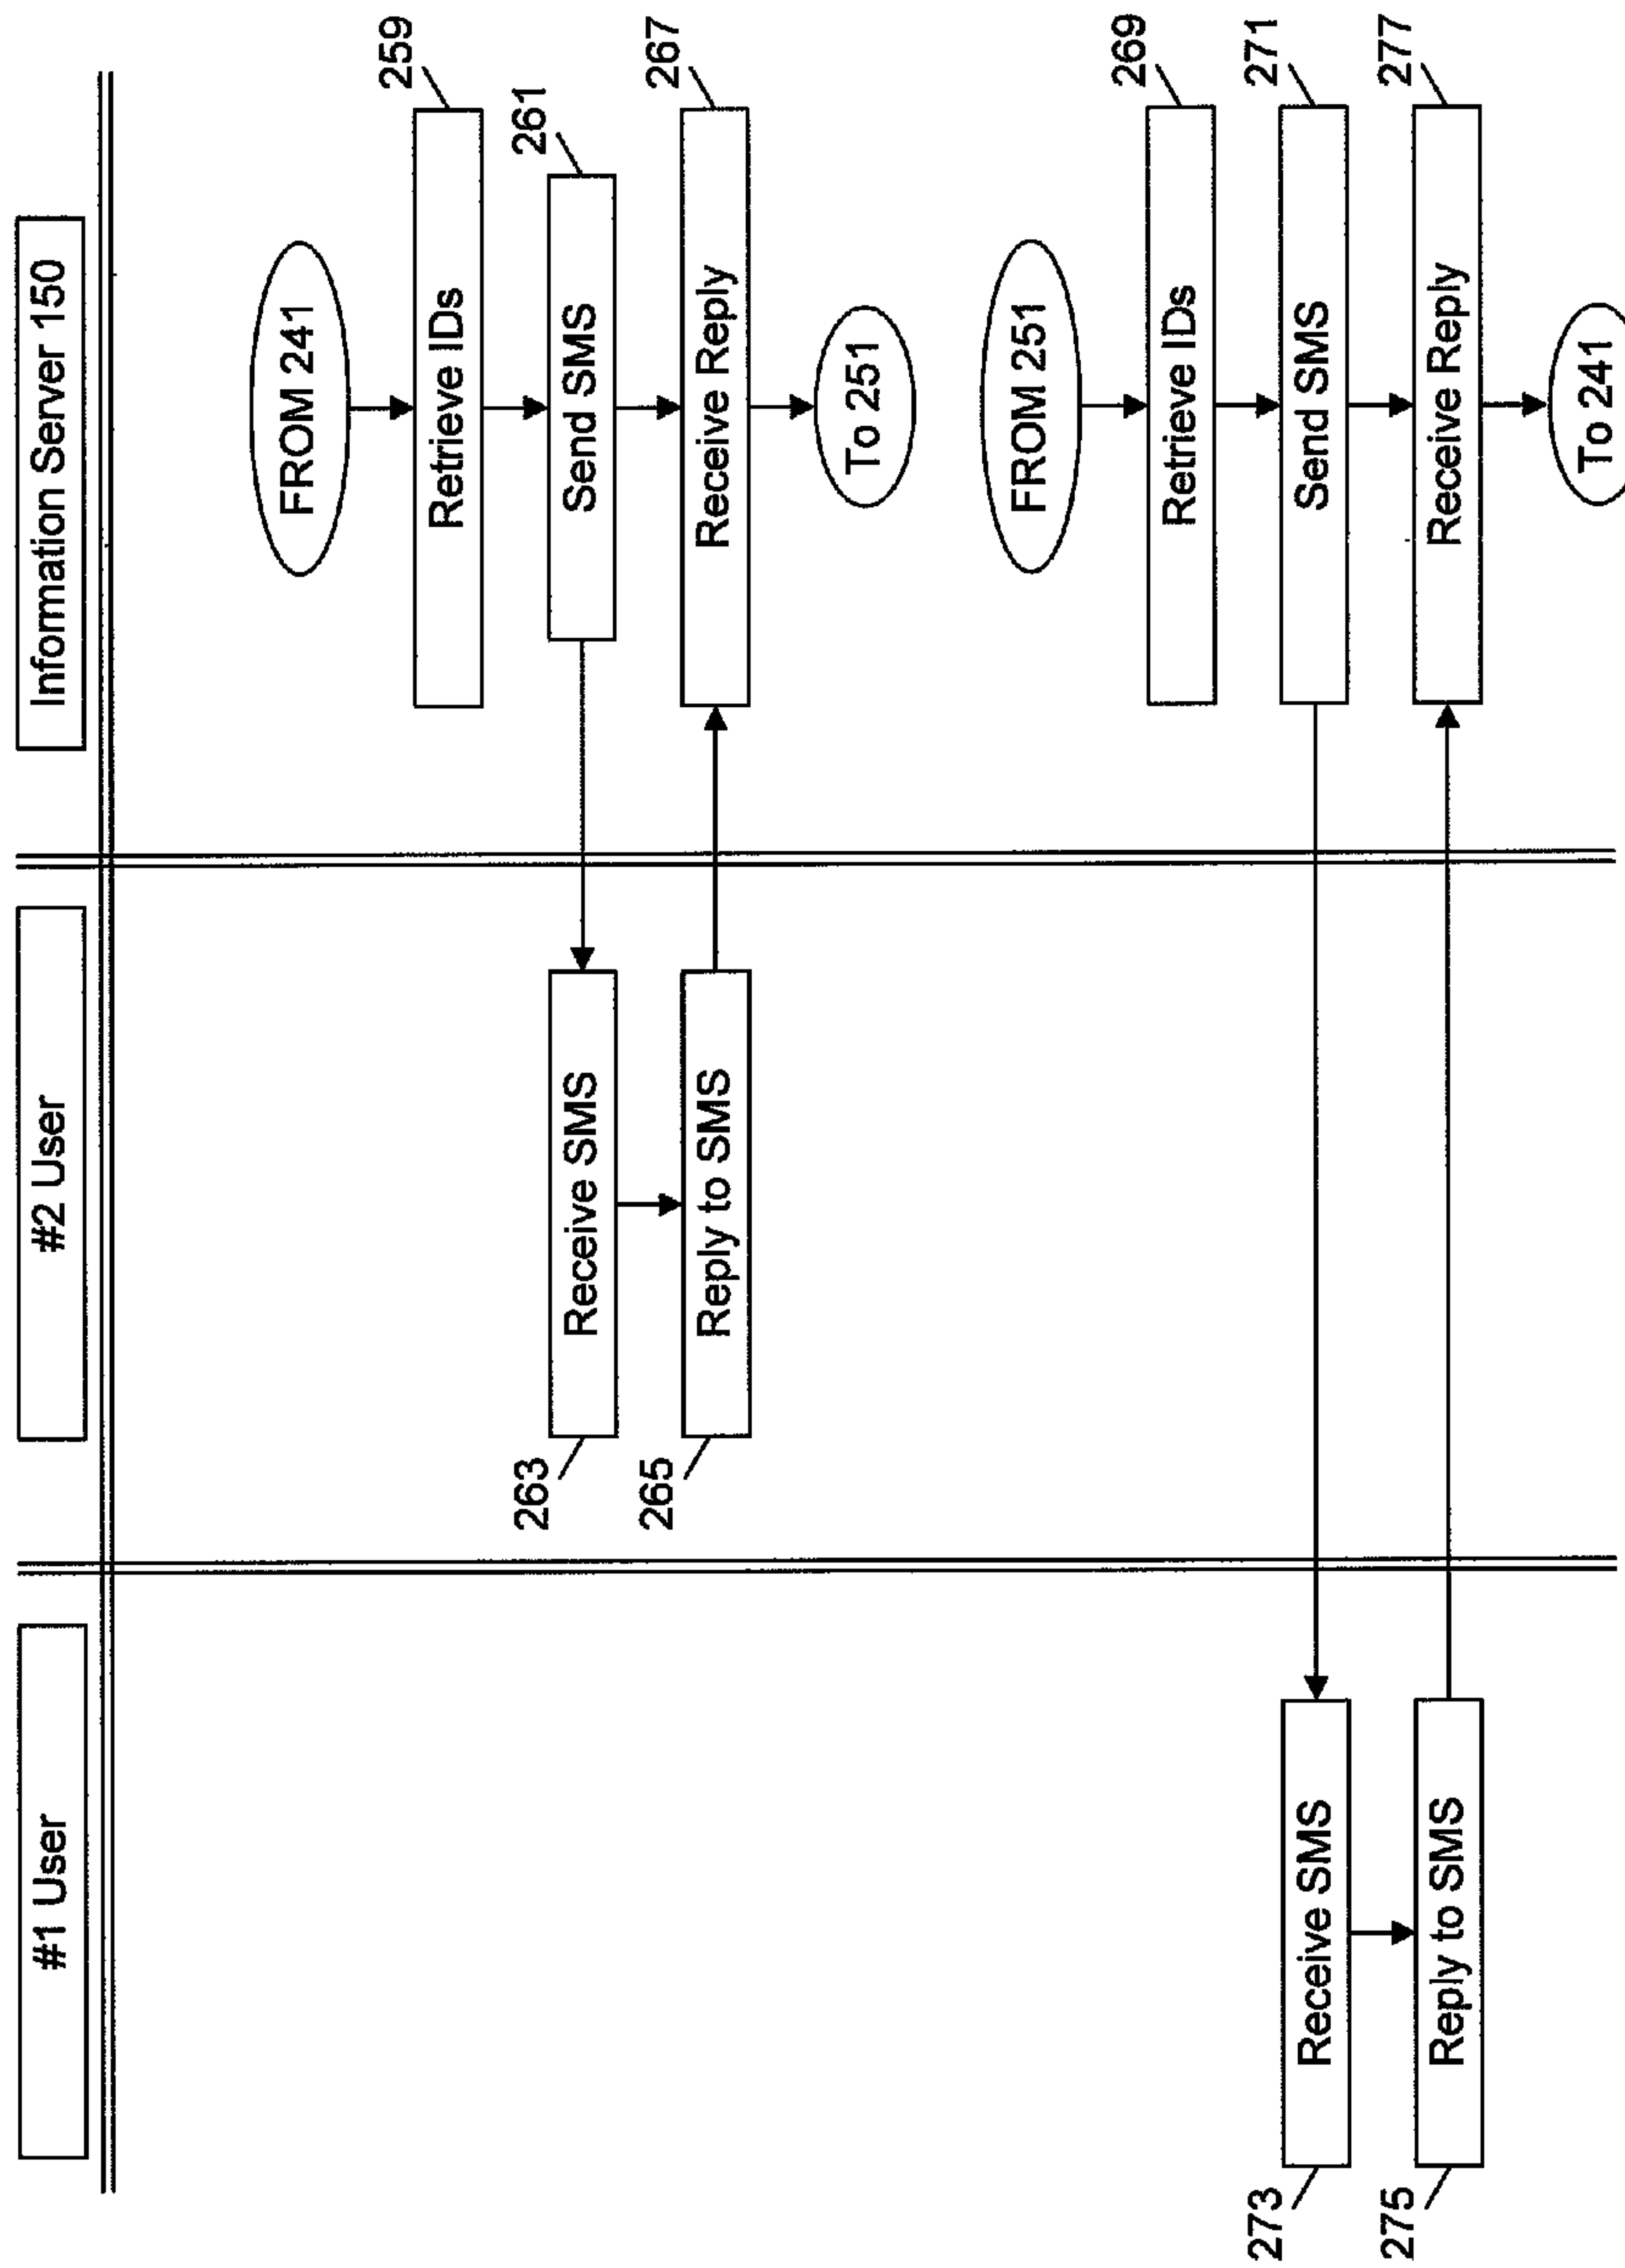 #1 User
#2 User
Information Server 150
FROM 241
259
Retrieve IDs
261
Send SMS
263
Receive SMS
265
Reply to SMS
267
Receive Reply
To 251
FROM 251
269
Retrieve IDs
271
Send SMS
273
Receive SMS
275
Reply to SMS
277
Receive Reply
To 241